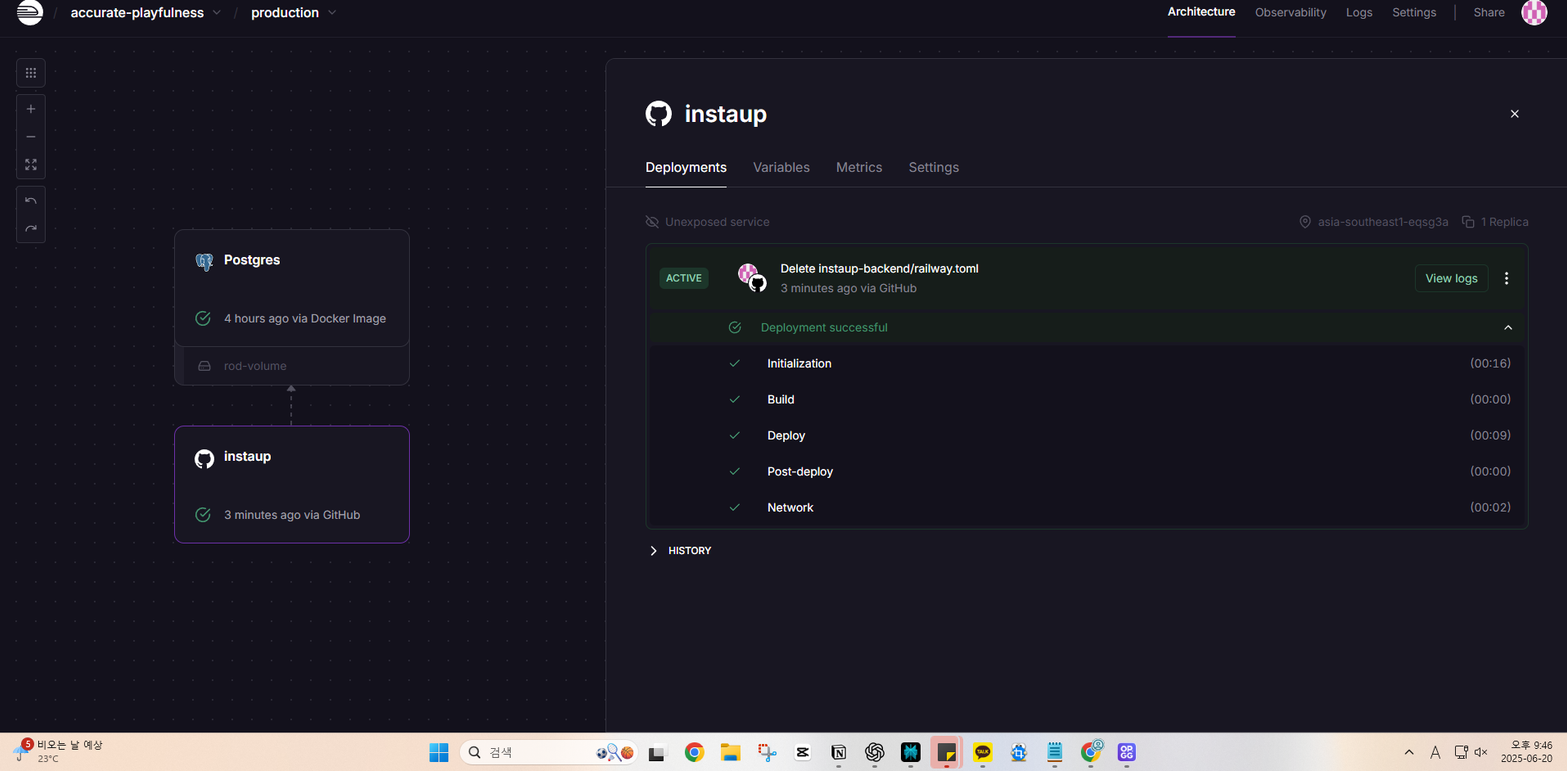 / accurate-playfulness / production
Architecture Observability Logs Settings | Share
Postgres
4 hours ago via Docker Image
rod-volume
instaup
3 minutes ago via GitHub
instaup
Deployments Variables Metrics Settings
Unexposed service asia-southeast1-eqsg3a 1 Replica
ACTIVE Delete instaup-backend/railway.toml View logs
3 minutes ago via GitHub
Deployment successful
Initialization (00:16)
Build (00:00)
Deploy (00:09)
Post-deploy (00:00)
Network (00:02)
HISTORY
5 비오는 날 예상
23°C
검색
TALK
OP.GG
A
오후 9:46
2025-06-20